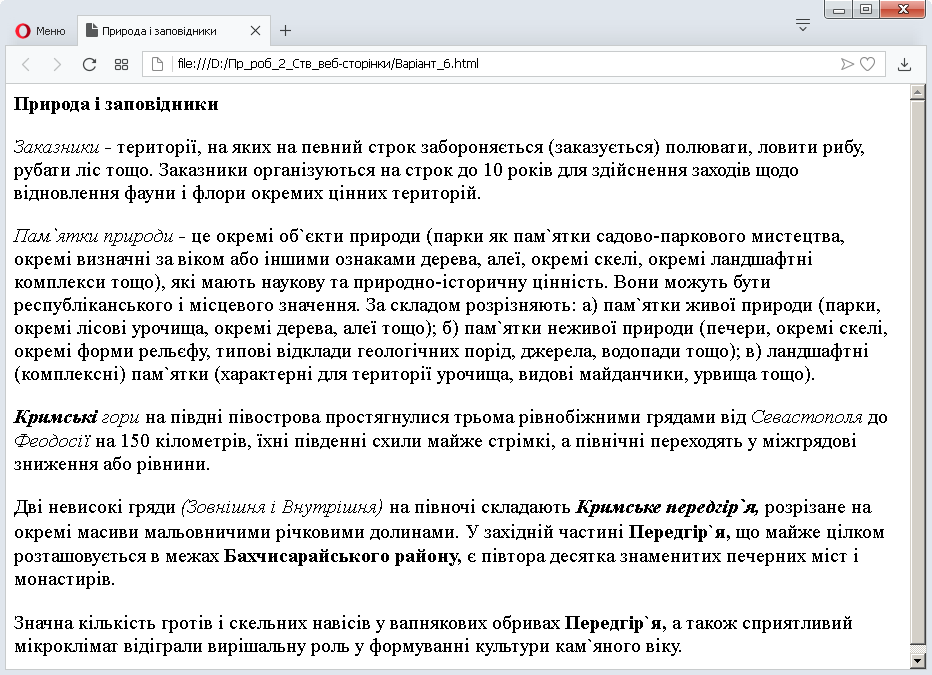 Меню
Природа і заповідники
file:///D:/Пр_роб_2_Ств_веб-сторінки/Варіант_6.html
Природа і заповідники
Заказники - території, на яких на певний строк забороняється (заказується) полювати, ловити рибу,
рубати ліс тощо. Заказники організуються на строк до 10 років для здійснення заходів щодо
відновлення фауни і флори окремих цінних територій.
Пам`ятки природи - це окремі об`єкти природи (парки як пам`ятки садово-паркового мистецтва,
окремі визначні за віком або іншими ознаками дерева, алеї, окремі скелі, окремі ландшафтні
комплекси тощо), які мають наукову та природно-історичну цінність. Вони можуть бути
республіканського і місцевого значення. За складом розрізняють: а) пам`ятки живої природи (парки,
окремі лісові урочища, окремі дерева, алеї тощо); б) пам`ятки неживої природи (печери, окремі скелі,
окремі форми рельєфу, типові відклади геологічних порід, джерела, водопади тощо); в) ландшафтні
(комплексні) пам`ятки (характерні для території урочища, видові майданчики, урвища тощо).
Кримські гори на півдні півострова простягнулися трьома рівнобіжними грядами від Севастополя до
Феодосії на 150 кілометрів, їхні південні схили майже стрімкі, а північні переходять у міжгрядові
зниження або рівнини.
Дві невисокі гряди (Зовнішня і Внутрішня) на півночі складають Кримське передгір`я, розрізане на
окремі масиви мальовничими річковими долинами. У західній частині Передгір`я, що майже цілком
розташовується в межах Бахчисарайського району, є півтора десятка знаменитих печерних міст і
монастирів.
Значна кількість гротів і скельних навісів у вапнякових обривах Передгір`я, а також сприятливий
мікроклімат відіграли вирішальну роль у формуванні культури кам`яного віку.